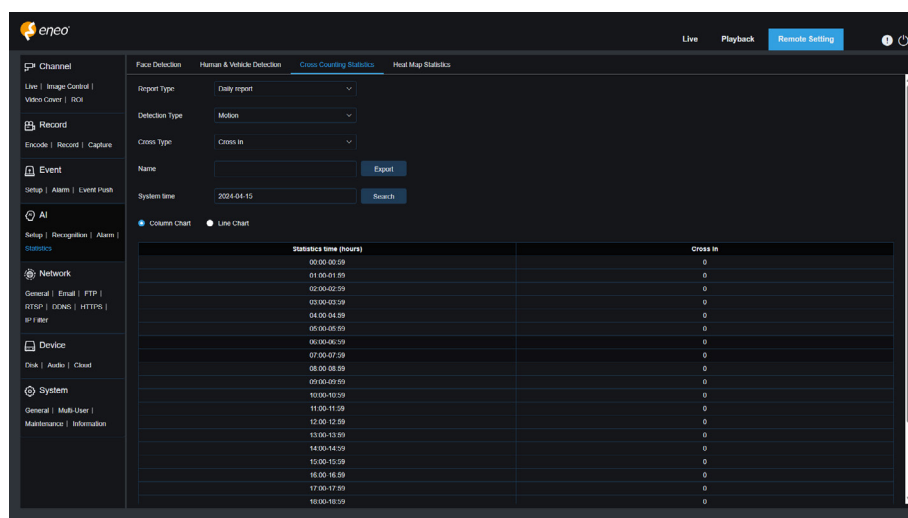 eneo
Live Playback Remote Setting
Channel
Live | Image Control |
Video Cover | ROI
Record
Encode | Record | Capture
Event
Setup | Alarm | Event Push
AI
Setup | Recognition | Alarm |
Statistics
Network
General | Email | FTP |
RTSP | DDNS | HTTPS |
IP Filter
Device
Disk | Audio | Cloud
System
General | Multi-User |
Maintenance | Information
Face Detection Human & Vehicle Detection Cross Counting Statistics Heat Map Statistics
Report Type Daily report
Detection Type Motion
Cross Type Cross In
Name Export
System time 2024-04-15 Search
Column Chart Line Chart
Statistics time (hours) Cross In
00:00-00:59 0
01:00-01:59 0
02:00-02:59 0
03:00-03:59 0
04:00-04:59 0
05:00-05:59 0
06:00-06:59 0
07:00-07:59 0
08:00-08:59 0
09:00-09:59 0
10:00-10:59 0
11:00-11:59 0
12:00-12:59 0
13:00-13:59 0
14:00-14:59 0
15:00-15:59 0
16:00-16:59 0
17:00-17:59 0
18:00-18:59 0